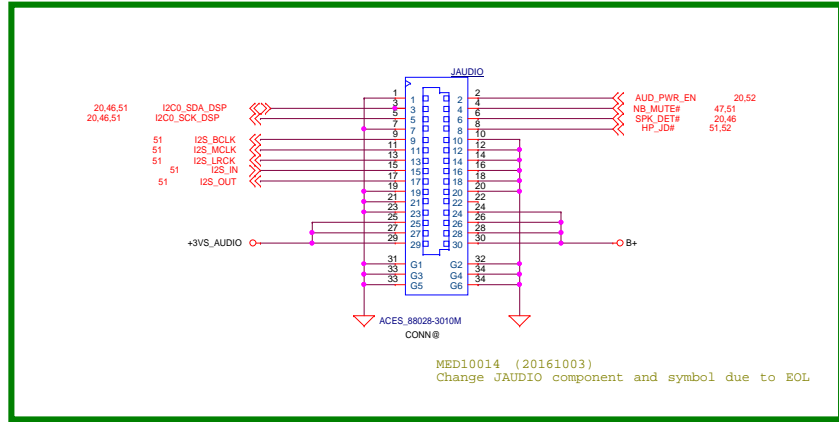 JAUDIO
1 1 2 2 AUD_PWR_EN 20,52
20,46,51 I2C0_SDA_DSP 3 3 4 4 NB_MUTE# 47,51
20,46,51 I2C0_SCK_DSP 5 5 6 6 SPK_DET# 20,46
7 7 8 8 HP_JD# 51,52
51 I2S_BCLK 9 9 10 10
51 I2S_MCLK 11 11 12 12
51 I2S_LRCK 13 13 14 14
51 I2S_IN 15 15 16 16
51 I2S_OUT 17 17 18 18
19 19 20 20
21 21 22 22
23 23 24 24
25 25 26 26
27 27 28 28
+3VS_AUDIO 29 29 30 30 B+
31 G1 G2 32
33 G3 G4 34
33 G5 G6 34
ACES_88028-3010M
CONN@
MED10014 (20161003)
Change JAUDIO component and symbol due to EOL